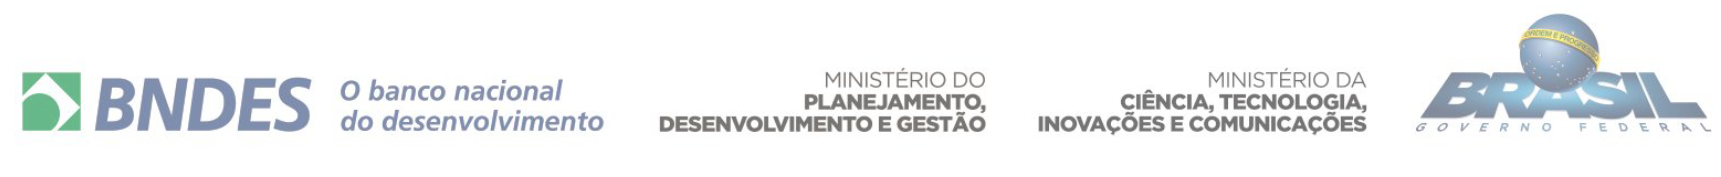 BNDES
O banco nacional
do desenvolvimento
MINISTÉRIO DO
PLANEJAMENTO,
DESENVOLVIMENTO E GESTÃO
MINISTÉRIO DA
CIÊNCIA, TECNOLOGIA,
INOVAÇÕES E COMUNICAÇÕES
ORDEM E PROGRESSO
BRASIL
GOVERNO FEDERAL